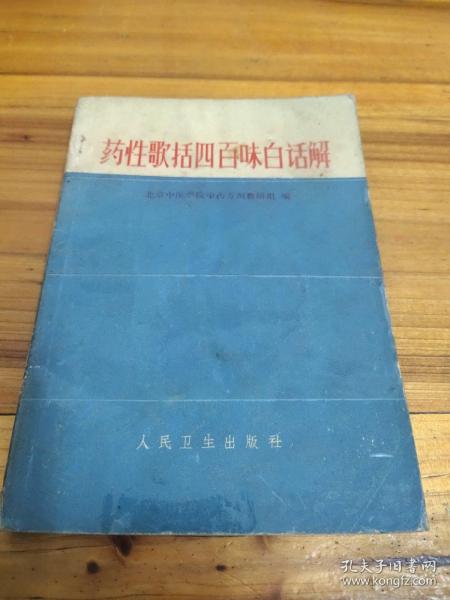 药性歌括四百味白话解
北京中医学院中药方剂教研组 编
人民卫生出版社
孔夫子旧书网
www.kongfz.com